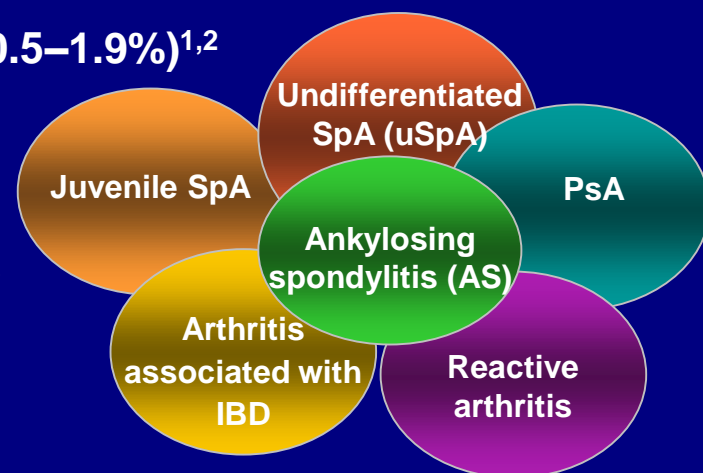 0.5–1.9%)1,2
Undifferentiated
SpA (uSpA)
Juvenile SpA
PsA
Ankylosing
spondylitis (AS)
Arthritis
associated with
IBD
Reactive
arthritis